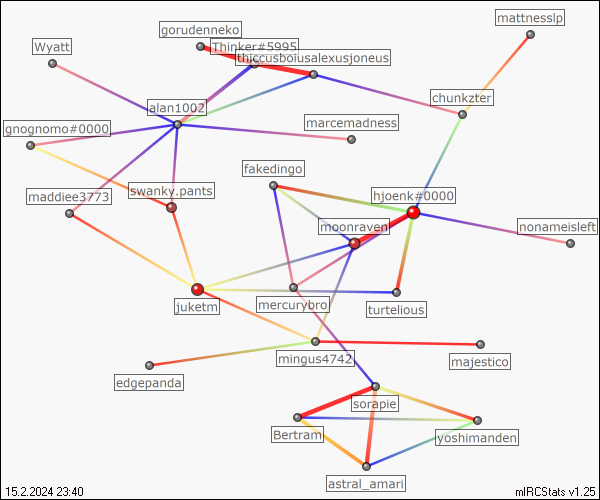 mattnesslp
gorudenneko
Wyatt
Thinker#5995
thiccusboiusalexusjoneus
chunkzter
alan1002
marcemadness
gnognomo#0000
fakedingo
swanky.pants
maddiee3773
hjoenk#0000
moonraven
nonameisleft
juketm
mercurybro
turtelious
mingus4742
majestico
edgepanda
sorapie
Bertram
yoshimanden
astral_amari
15.2.2024 23:40
mIRCStats v1.25